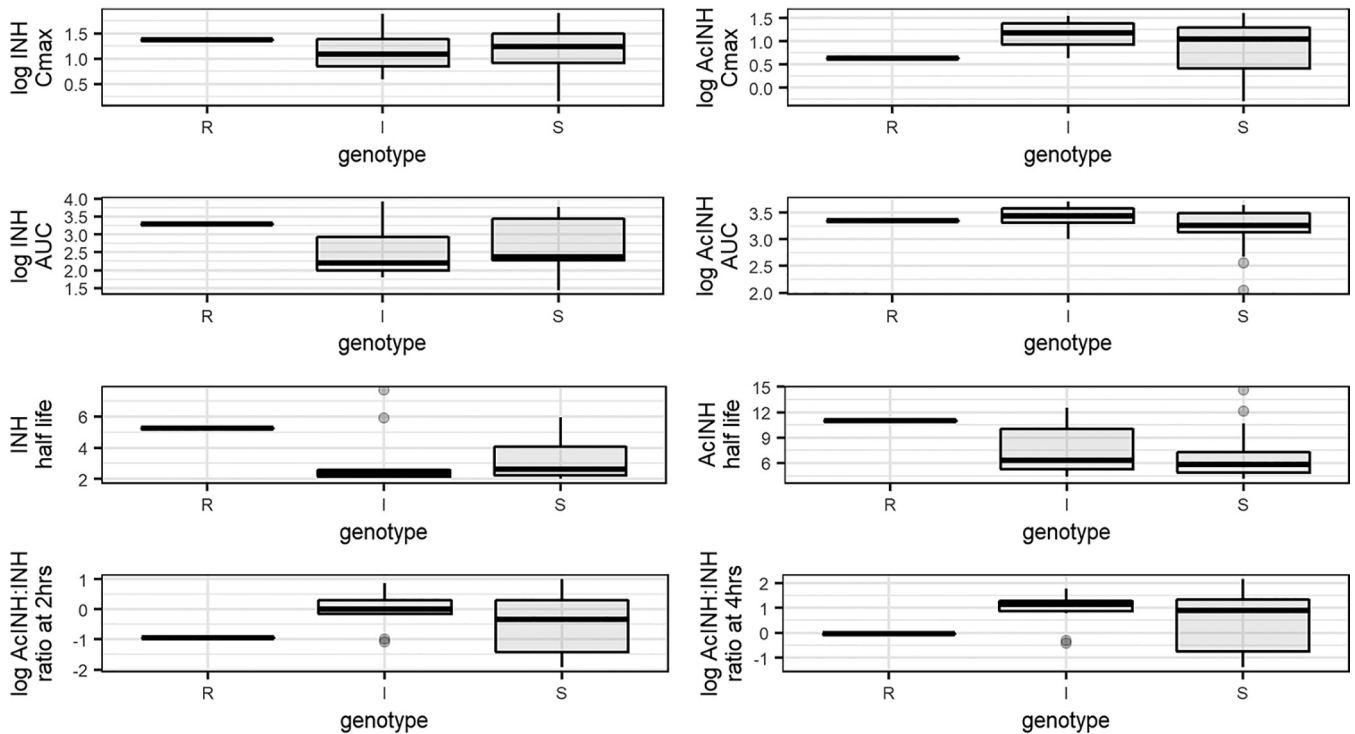 log INH
Cmax
1.5
1.0
0.5
R I S
genotype
log AcINH
Cmax
1.5
1.0
0.5
0.0
R I S
genotype
log INH
AUC
4.0
3.5
3.0
2.5
2.0
1.5
R I S
genotype
log AcINH
AUC
3.5
3.0
2.5
2.0
R I S
genotype
INH
half life
6
4
2
R I S
genotype
AcINH
half life
15
12
9
6
R I S
genotype
log AcINH:INH
ratio at 2hrs
1
0
-1
-2
R I S
genotype
log AcINH:INH
ratio at 4hrs
2
1
0
-1
R I S
genotype